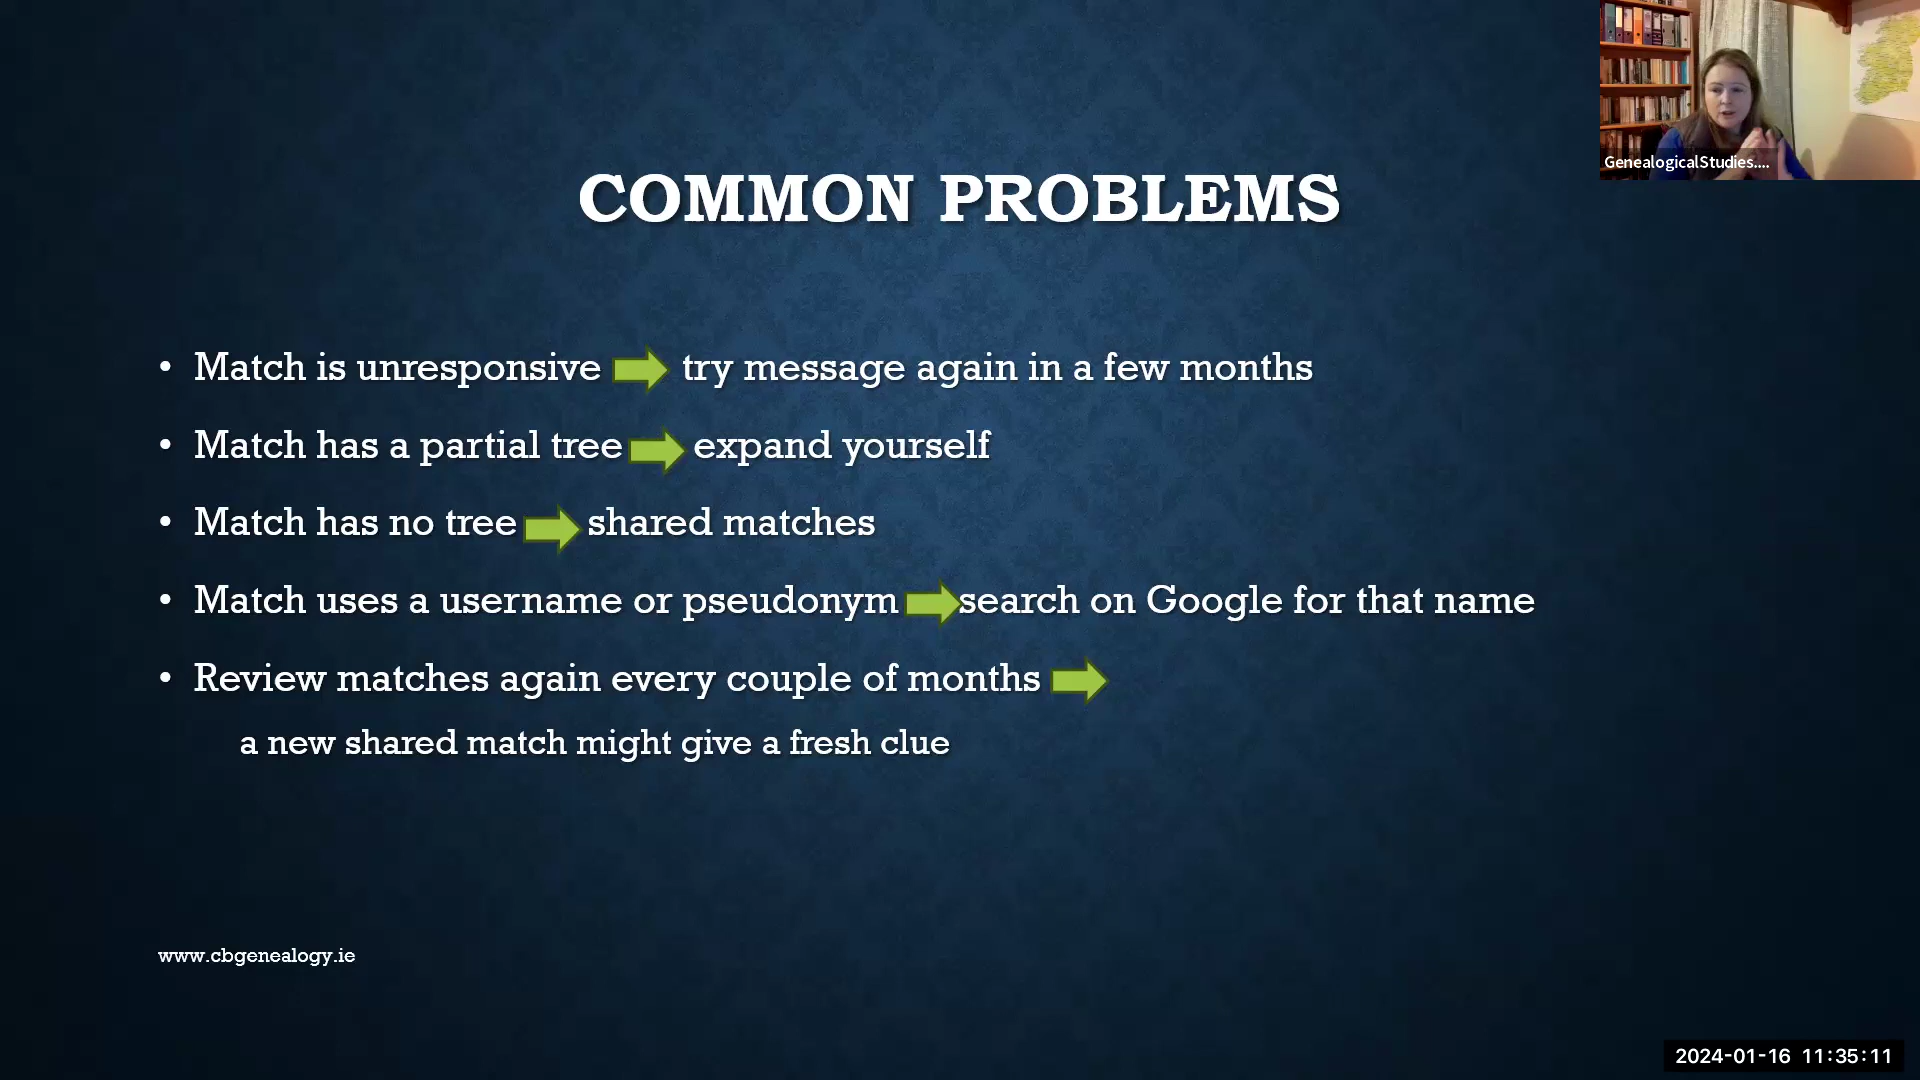 GenealogicalStudies....
COMMON PROBLEMS
• Match is unresponsive try message again in a few months
• Match has a partial tree expand yourself
• Match has no tree shared matches
• Match uses a username or pseudonym search on Google for that name
• Review matches again every couple of months
a new shared match might give a fresh clue
www.cbgenealogy.ie
2024-01-16 11:35:11